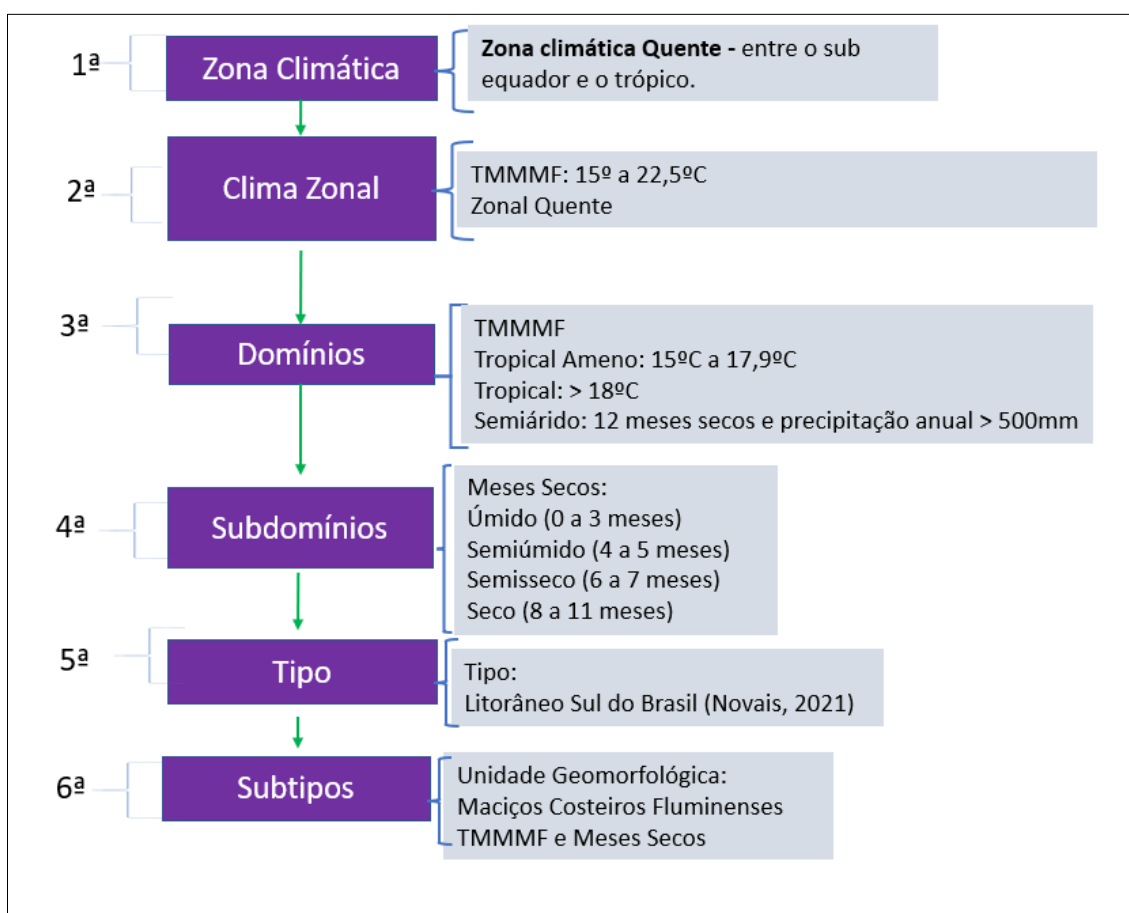 1ª
Zona Climática
Zona climática Quente - entre o sub
equador e o trópico.
2ª
Clima Zonal
TMMMF: 15º a 22,5ºC
Zonal Quente
3ª
Domínios
TMMMF
Tropical Ameno: 15ºC a 17,9ºC
Tropical: > 18ºC
Semiárido: 12 meses secos e precipitação anual > 500mm
4ª
Subdomínios
Meses Secos:
Úmido (0 a 3 meses)
Semiúmido (4 a 5 meses)
Semisseco (6 a 7 meses)
Seco (8 a 11 meses)
5ª
Tipo
Tipo:
Litorâneo Sul do Brasil (Novais, 2021)
6ª
Subtipos
Unidade Geomorfológica:
Maciços Costeiros Fluminenses
TMMMF e Meses Secos